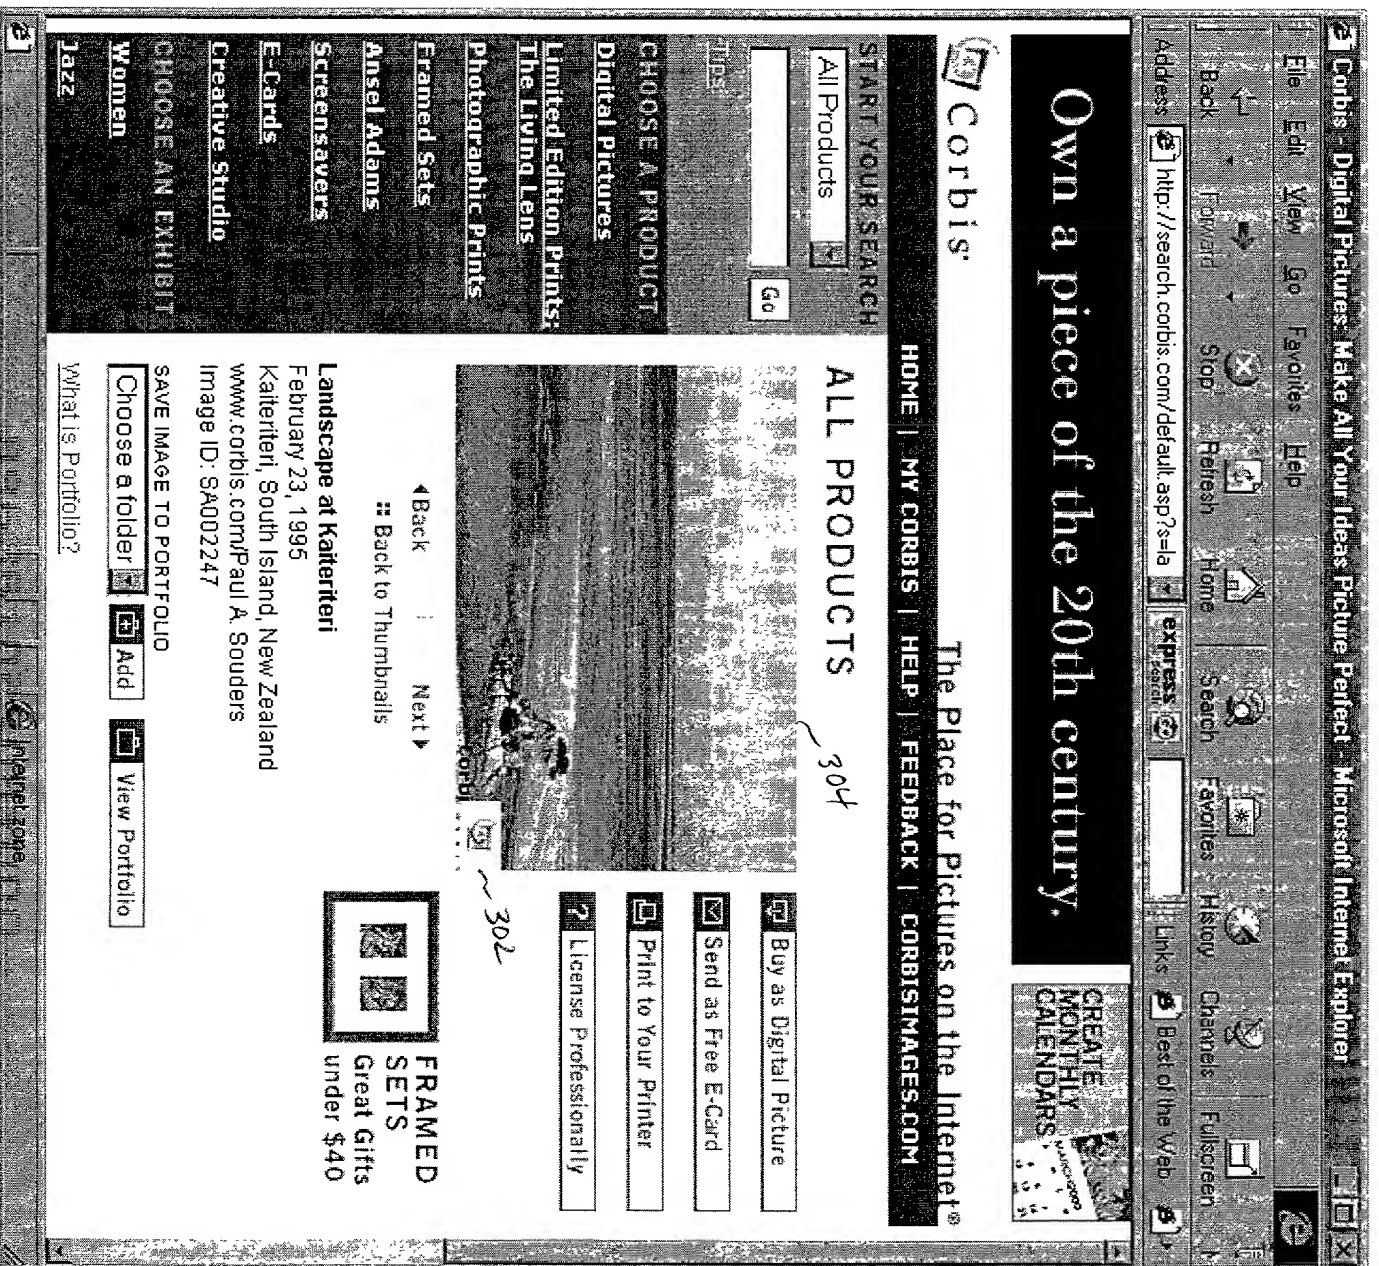 Corbis - Digital Pictures: Make All Your Ideas Picture Perfect - Microsoft Internet Explorer
File Edit View Go Favorites Help
Back Forward Stop Refresh Home Search Favorites History Channels Fullscreen
Address http://search.corbis.com/default.asp?s=la express search Links Best of the Web
Own a piece of the 20th century.
CREATE
MONTHLY
CALENDARS
MARCH 2000
Corbis
The Place for Pictures on the Internet®
HOME | MY CORBIS | HELP | FEEDBACK | CORBISIMAGES.COM
START YOUR SEARCH
All Products
Go
Tips
CHOOSE A PRODUCT
Digital Pictures
Limited Edition Prints:
The Living Lens
Photographic Prints
Framed Sets
Ansel Adams
Screensavers
E-Cards
Creative Studio
CHOOSE AN EXHIBIT
Women
Jazz
ALL PRODUCTS
304
Corbi
302
Buy as Digital Picture
Send as Free E-Card
Print to Your Printer
? License Professionally
Back | Next
Back to Thumbnails
FRAMED
SETS
Great Gifts
under $40
Landscape at Kaiteriteri
February 23, 1995
Kaiteriteri, South Island, New Zealand
www.corbis.com/Paul A. Souders
Image ID: SA002247
SAVE IMAGE TO PORTFOLIO
Choose a folder Add View Portfolio
What is Portfolio?
Internet zone